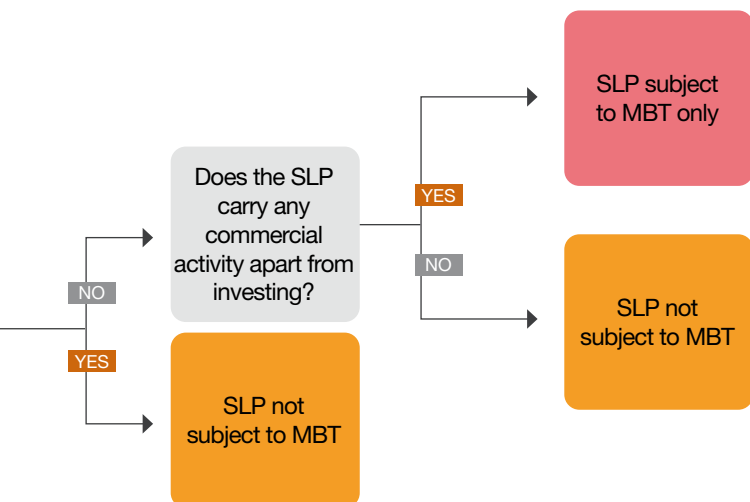 NO
YES
Does the SLP
carry any
commercial
activity apart from
investing?
SLP not
subject to MBT
YES
NO
SLP subject
to MBT only
SLP not
subject to MBT